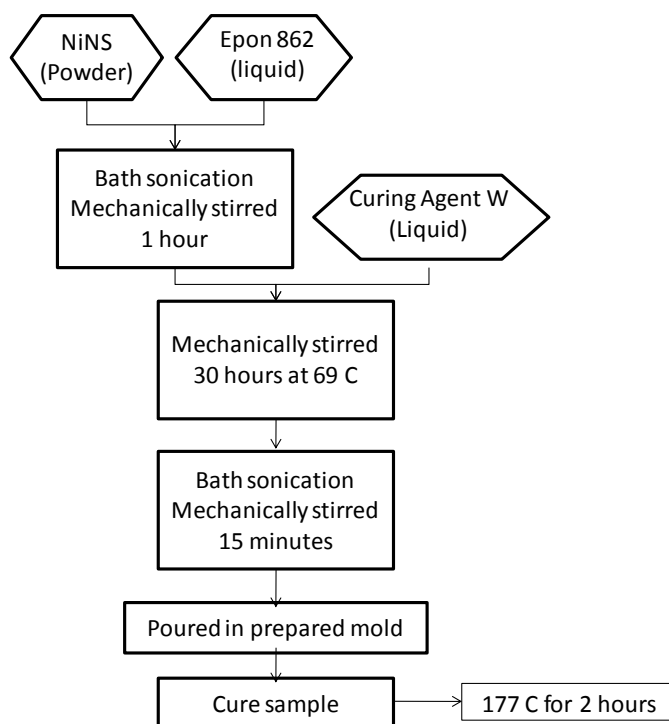 NiNS
(Powder)
Epon 862
(liquid)
Bath sonication
Mechanically stirred
1 hour
Curing Agent W
(Liquid)
Mechanically stirred
30 hours at 69 C
Bath sonication
Mechanically stirred
15 minutes
Poured in prepared mold
Cure sample
177 C for 2 hours